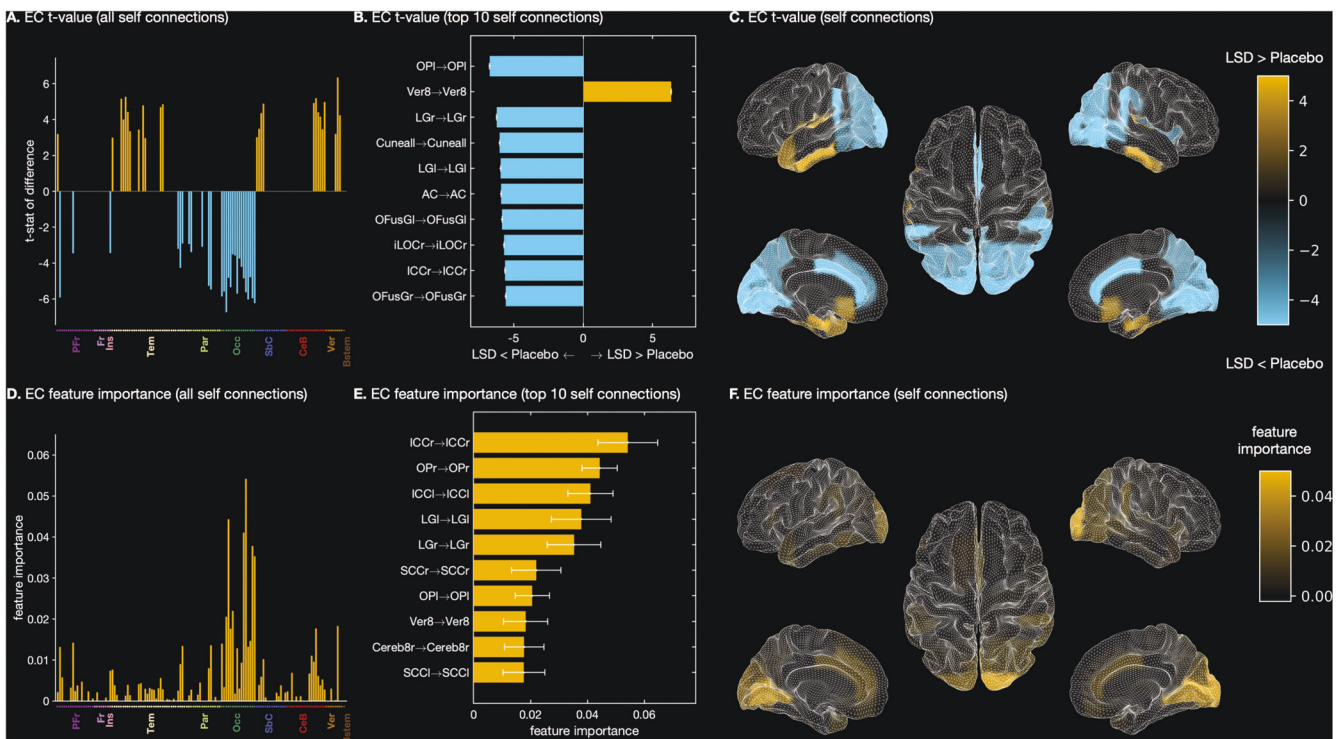 A. EC t-value (all self connections)
B. EC t-value (top 10 self connections)
C. EC t-value (self connections)
t-stat of difference
6
4
2
0
−2
−4
−6
PFr
Fr
Ins
Tem
Par
Occ
SbC
CeB
Ver
Bstem
OPl→OPl
Ver8→Ver8
LGr→LGr
Cuneall→Cuneall
LGl→LGl
AC→AC
OFusGl→OFusGl
iLOCr→iLOCr
ICCr→ICCr
OFusGr→OFusGr
-5
0
5
LSD < Placebo ← → LSD > Placebo
LSD > Placebo
4
2
0
−2
−4
LSD < Placebo
D. EC feature importance (all self connections)
E. EC feature importance (top 10 self connections)
F. EC feature importance (self connections)
feature importance
0.06
0.05
0.04
0.03
0.02
0.01
0
PFr
Fr
Ins
Tem
Par
Occ
SbC
CeB
Ver
Bstem
ICCr→ICCr
OPr→OPr
ICCl→ICCl
LGl→LGl
LGr→LGr
SCCr→SCCr
OPl→OPl
Ver8→Ver8
Cereb8r→Cereb8r
SCCl→SCCl
0
0.02
0.04
0.06
feature importance
feature
importance
0.04
0.02
0.00